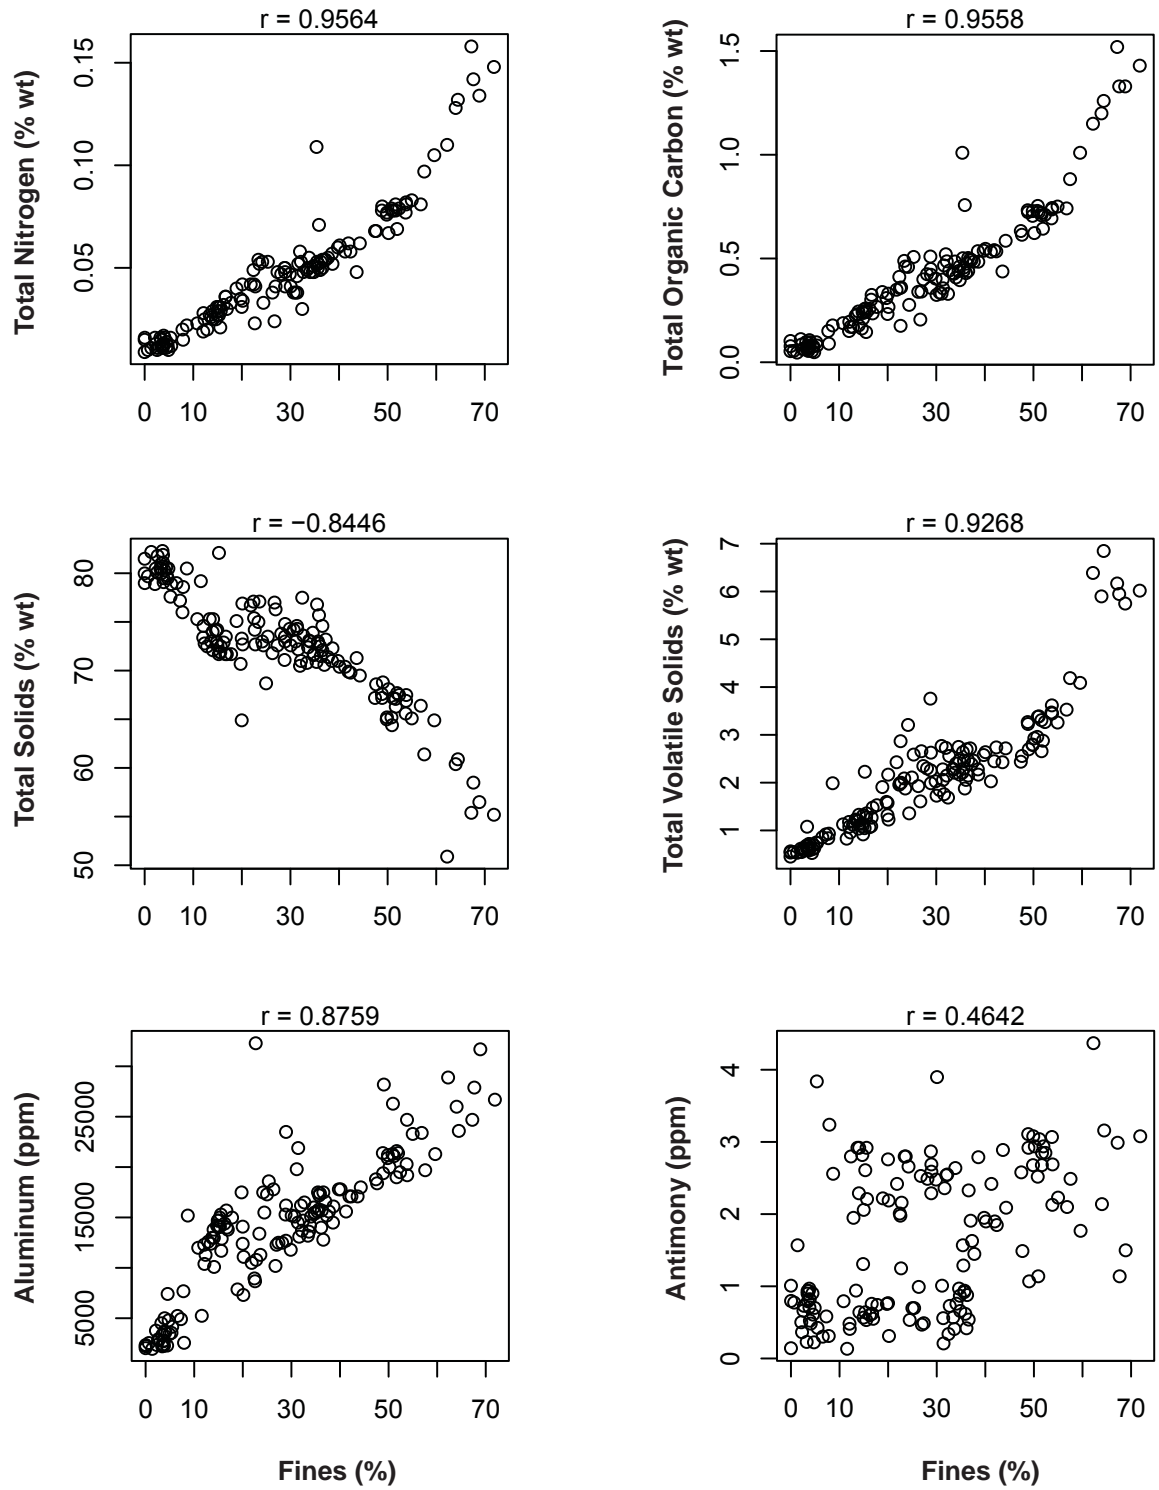 r = 0.9564
Total Nitrogen (% wt)
0.15
0.10
0.05
0 10 30 50 70
r = 0.9558
Total Organic Carbon (% wt)
1.5
1.0
0.5
0.0
0 10 30 50 70
r = −0.8446
Total Solids (% wt)
80
70
60
50
0 10 30 50 70
r = 0.9268
Total Volatile Solids (% wt)
7
6
5
4
3
2
1
0 10 30 50 70
r = 0.8759
Aluminum (ppm)
25000
15000
5000
0 10 30 50 70
Fines (%)
r = 0.4642
Antimony (ppm)
4
3
2
1
0
0 10 30 50 70
Fines (%)